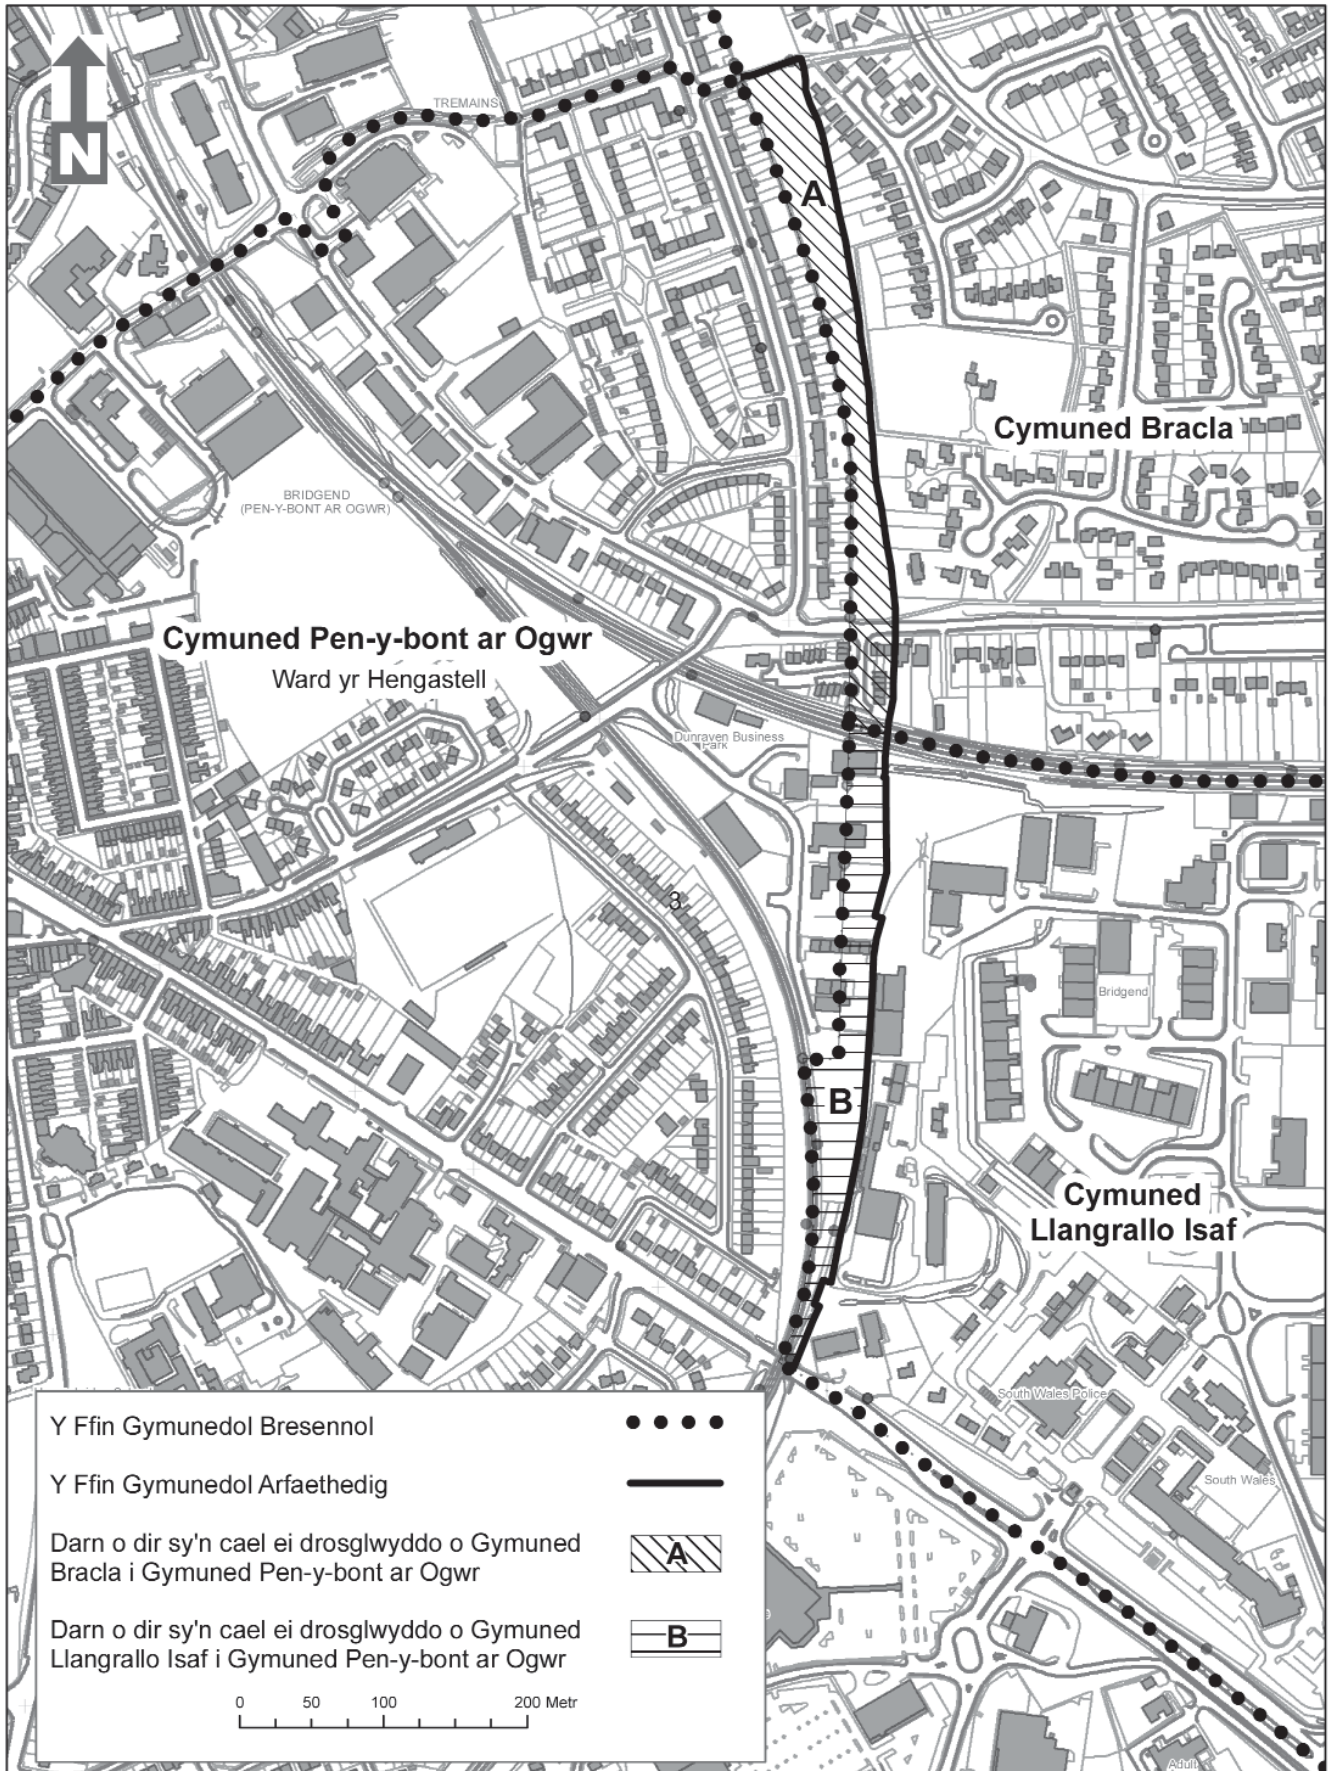 N
TREMAINS
A
Cymuned Bracla
BRIDGEND
(PEN-Y-BONT AR OGWR)
Cymuned Pen-y-bont ar Ogwr
Ward yr Hengastell
Dunraven Business
Park
3
Bridgend
B
Cymuned
Llangrallo Isaf
South Wales Police
South Wales
Y Ffin Gymunedol Bresennol
Y Ffin Gymunedol Arfaethedig
Darn o dir sy'n cael ei drosglwyddo o Gymuned
Bracla i Gymuned Pen-y-bont ar Ogwr
A
Darn o dir sy'n cael ei drosglwyddo o Gymuned
Llangrallo Isaf i Gymuned Pen-y-bont ar Ogwr
B
0 50 100 200 Metr
Adult